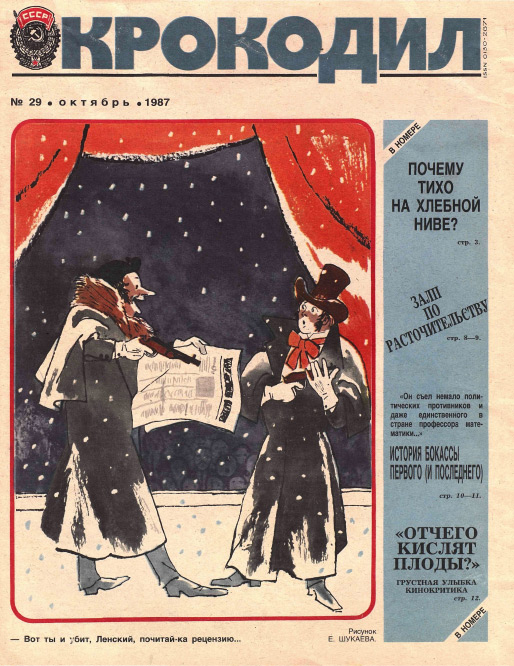 СССР
КРОКОДИЛ
ISSN 0130-2671
№ 29 • октябрь • 1987
В НОМЕРЕ
ПОЧЕМУ
ТИХО
НА ХЛЕБНОЙ
НИВЕ?
стр. 2.
ЗАЛП
ПО
РАСТОЧИТЕЛЬСТВУ
стр. 8—9.
«Он съел немало поли-
тических противников и
даже единственного в
стране профессора мате-
матики...»
ИСТОРИЯ БОКАССЫ
ПЕРВОГО (И ПОСЛЕДНЕГО)
стр. 10—11.
«ОТЧЕГО
КИСЛЯТ
ПЛОДЫ?»
ГРУСТНАЯ УЛЫБКА
КИНОКРИТИКА
стр. 12.
В НОМЕРЕ
— Вот ты и убит, Ленский, почитай-ка рецензию...
Рисунок
Е. ШУКАЕВА.